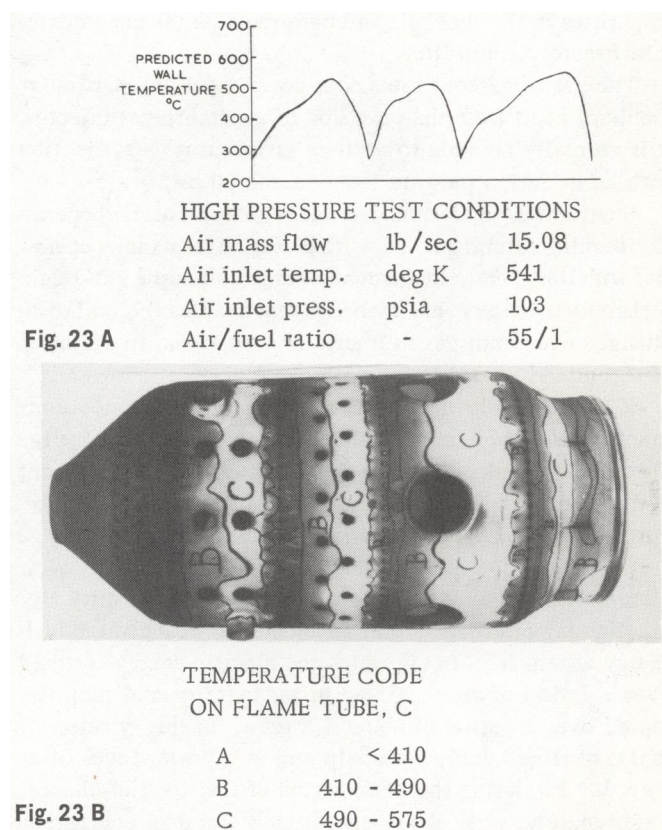 700
PREDICTED 600
WALL
TEMPERATURE 500
°C
400
300
200
HIGH PRESSURE TEST CONDITIONS
Air mass flow lb/sec 15.08
Air inlet temp. deg K 541
Air inlet press. psia 103
Fig. 23 A Air/fuel ratio - 55/1
B C B C B C C B C B
TEMPERATURE CODE
ON FLAME TUBE, C
A < 410
B 410 - 490
Fig. 23 B
C 490 - 575